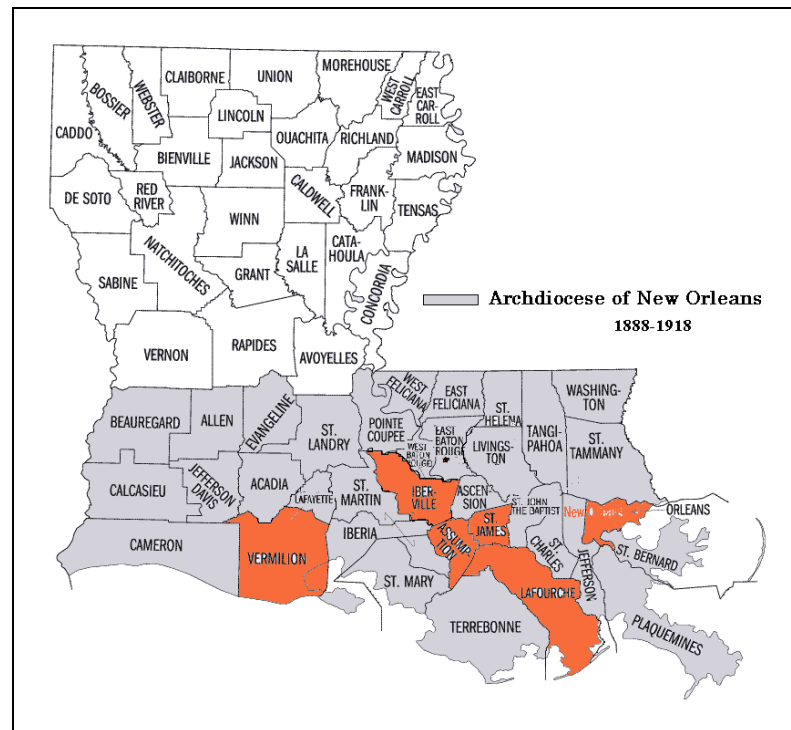 MOREHOUSE
CLAIBORNE
UNION
WEST
CARROLL
EAST
CAR-
ROLL
WEBSTER
BOSSIER
LINCOLN
CADDO
OUACHITA
RICHLAND
MADISON
BIENVILLE
JACKSON
CALDWELL
FRANK-
LIN
DE SOTO
RED
RIVER
TENSAS
WINN
NATCHITOCHES
LA
SALLE
CATA-
HOULA
SABINE
GRANT
CONCORDIA
Archdiocese of New Orleans
1888-1918
VERNON
RAPIDES
AVOYELLES
WEST
FELICIANA
EAST
FELICIANA
ST.
HELENA
WASHING-
TON
BEAUREGARD
ALLEN
EVANGELINE
ST.
LANDRY
POINTE
COUPEE
WEST
BATON
ROUGE
EAST
BATON
ROUGE
LIVINGS-
TON
TANGI-
PAHOA
ST.
TAMMANY
CALCASIEU
JEFFERSON
DAVIS
ACADIA
LAFAYETTE
ST.
MARTIN
IBER-
VILLE
ASCEN-
SION
ST. JOHN
THE BAPTIST
New
ORLEANS
CAMERON
VERMILION
IBERIA
ASSUMP-
TION
ST.
JAMES
ST.
CHARLES
JEFFERSON
ST. BERNARD
ST. MARY
LAFOURCHE
TERREBONNE
PLAQUEMINES